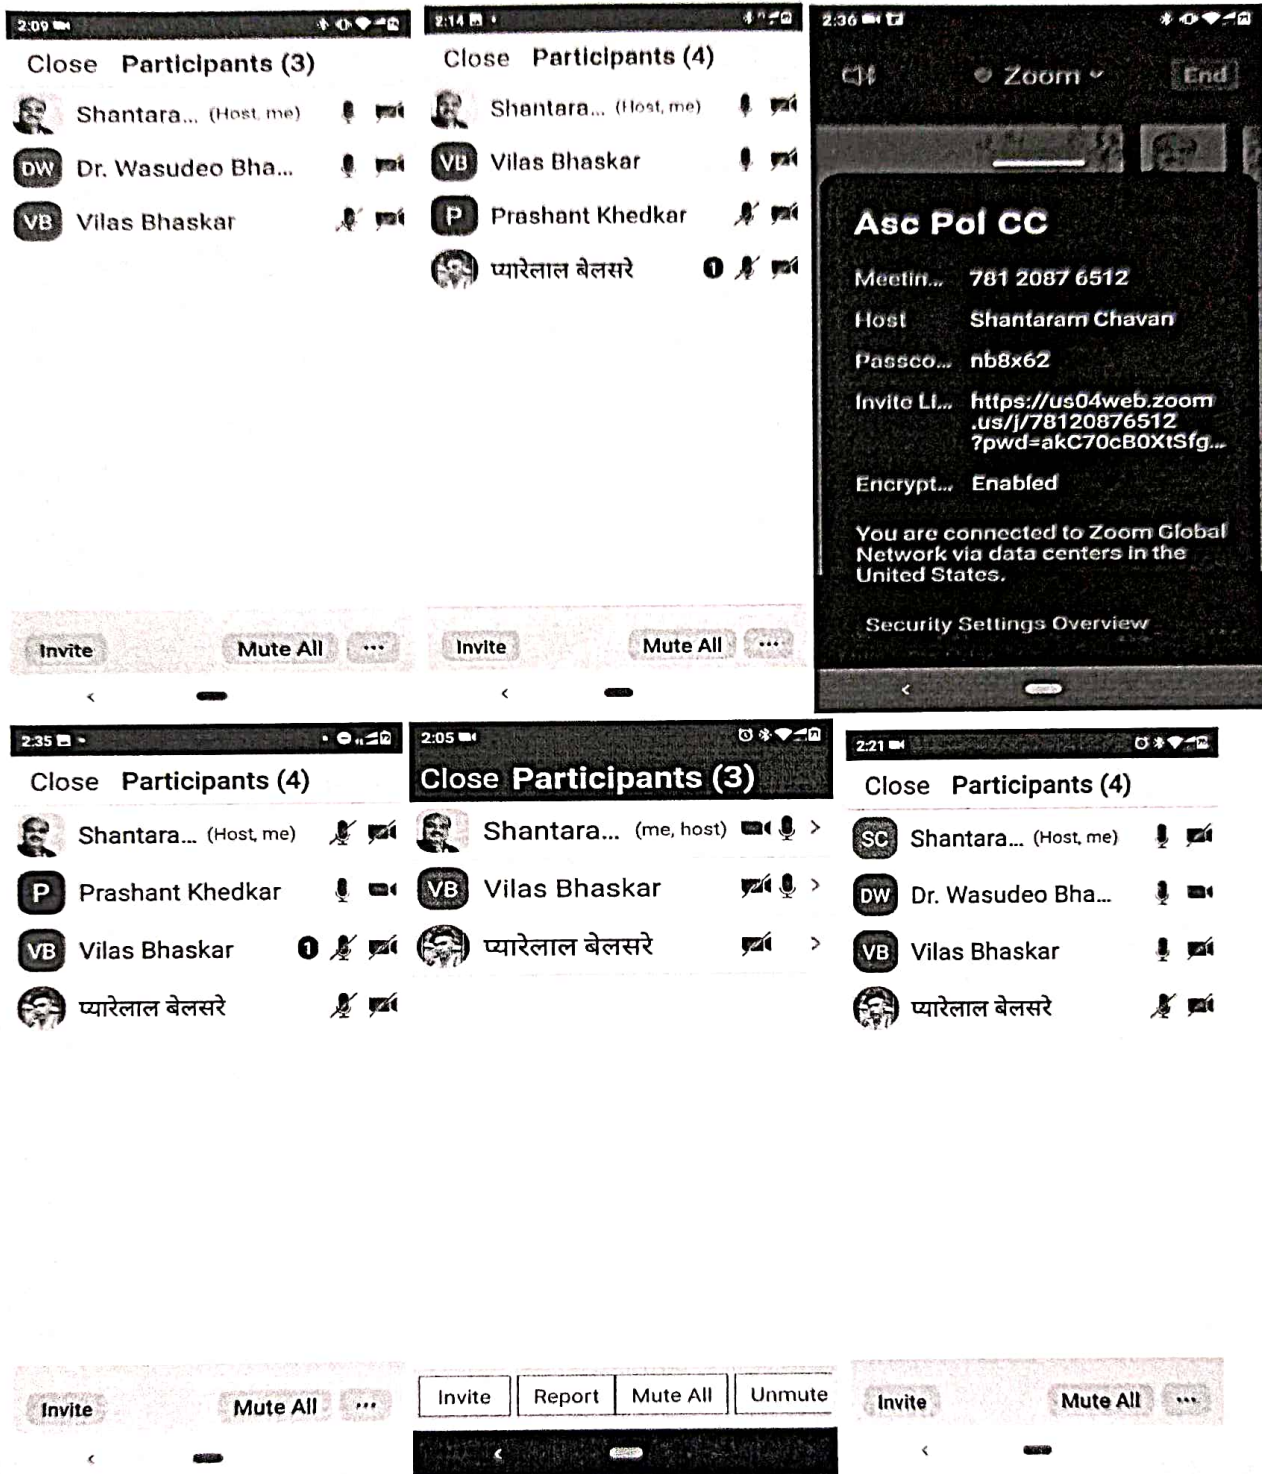 2:09
Close Participants (3)
Shantara... (Host, me)
DW Dr. Wasudeo Bha...
VB Vilas Bhaskar
Invite Mute All ...
2:14
Close Participants (4)
Shantara... (Host, me)
VB Vilas Bhaskar
P Prashant Khedkar
प्यारेलाल बेलसरे 1
Invite Mute All ...
2:36
Zoom End
Asc Pol CC
Meetin... 781 2087 6512
Host Shantaram Chavan
Passco... nb8x62
Invite Li... https://us04web.zoom
.us/j/78120876512
?pwd=akC70cB0XtSfg...
Encrypt... Enabled
You are connected to Zoom Global
Network via data centers in the
United States.
Security Settings Overview
2:35
Close Participants (4)
Shantara... (Host, me)
P Prashant Khedkar
VB Vilas Bhaskar 1
प्यारेलाल बेलसरे
Invite Mute All ...
2:05
Close Participants (3)
Shantara... (me, host)
VB Vilas Bhaskar
प्यारेलाल बेलसरे
Invite Report Mute All Unmute
2:21
Close Participants (4)
SC Shantara... (Host, me)
DW Dr. Wasudeo Bha...
VB Vilas Bhaskar
प्यारेलाल बेलसरे
Invite Mute All ...